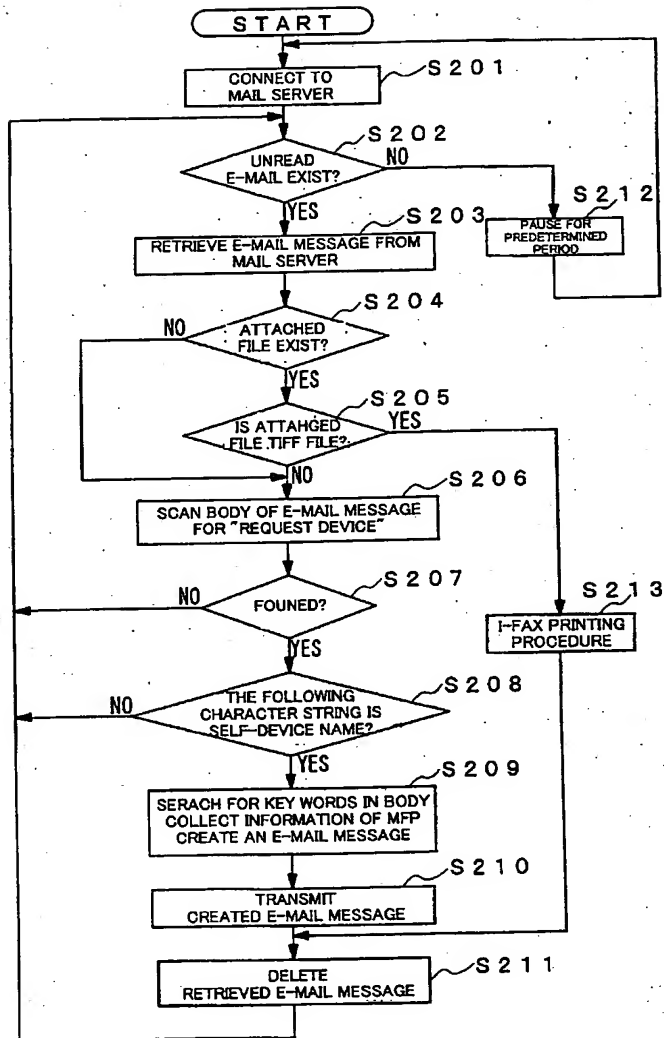 START
S201
CONNECT TO
MAIL SERVER
S202
UNREAD
E-MAIL EXIST?
NO
YES
S212
PAUSE FOR
PREDETERMINED
PERIOD
S203
RETRIEVE E-MAIL MESSAGE FROM
MAIL SERVER
S204
NO
ATTACHED
FILE EXIST?
YES
S205
IS ATTAHGED
FILE TIFF FILE?
YES
NO
S206
SCAN BODY OF E-MAIL MESSAGE
FOR "REQUEST DEVICE"
S207
NO
FOUNED?
YES
S213
I-FAX PRINTING
PROCEDURE
S208
NO
THE FOLLOWING
CHARACTER STRING IS
SELF-DEVICE NAME?
YES
S209
SERACH FOR KEY WORDS IN BODY
COLLECT INFORMATION OF MFP
CREATE AN E-MAIL MESSAGE
S210
TRANSMIT
CREATED E-MAIL MESSAGE
S211
DELETE
RETRIEVED E-MAIL MESSAGE